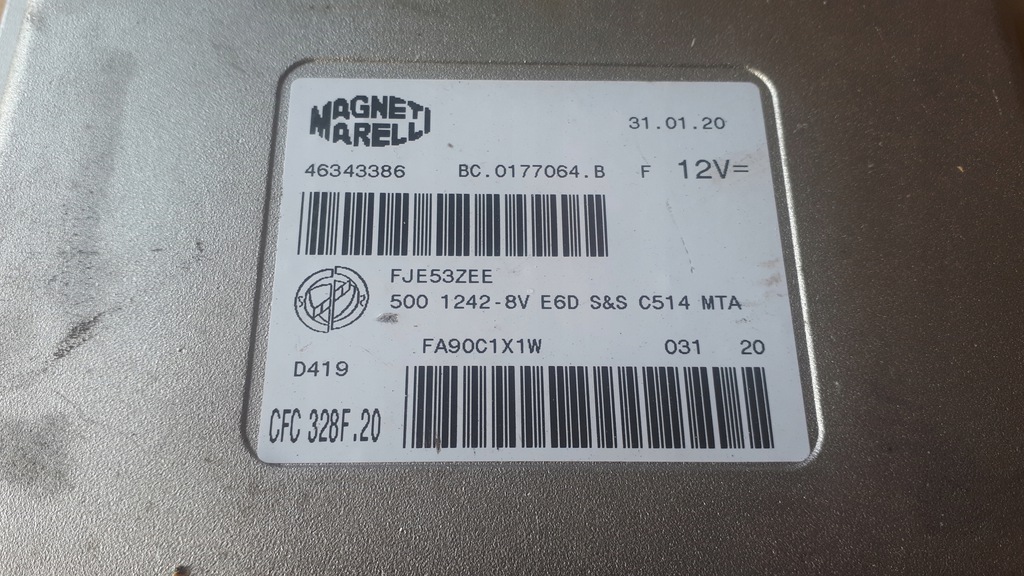 MAGNETI
MARELLI
31.01.20
46343386 BC.0177064.B F 12V=
FJE53ZEE
500 1242-8V E6D S&S C514 MTA
FA90C1X1W 031 20
D419
CFC 328F.20